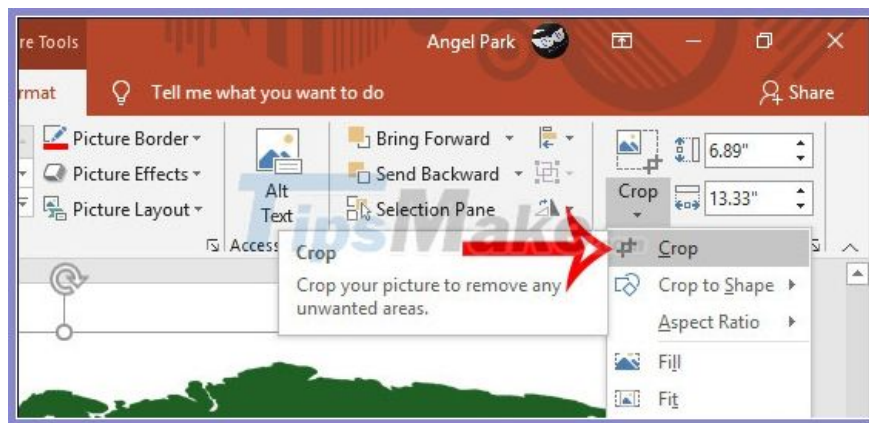 re Tools
Angel Park
rmat
Tell me what you want to do
Share
Picture Border
Bring Forward
6.89"
Picture Effects
Send Backward
Alt
Text
Crop
13.33"
Picture Layout
Selection Pane
TipsMake.com
Access
Crop
Crop your picture to remove any
unwanted areas.
Crop
Crop to Shape
Aspect Ratio
Fill
Fit